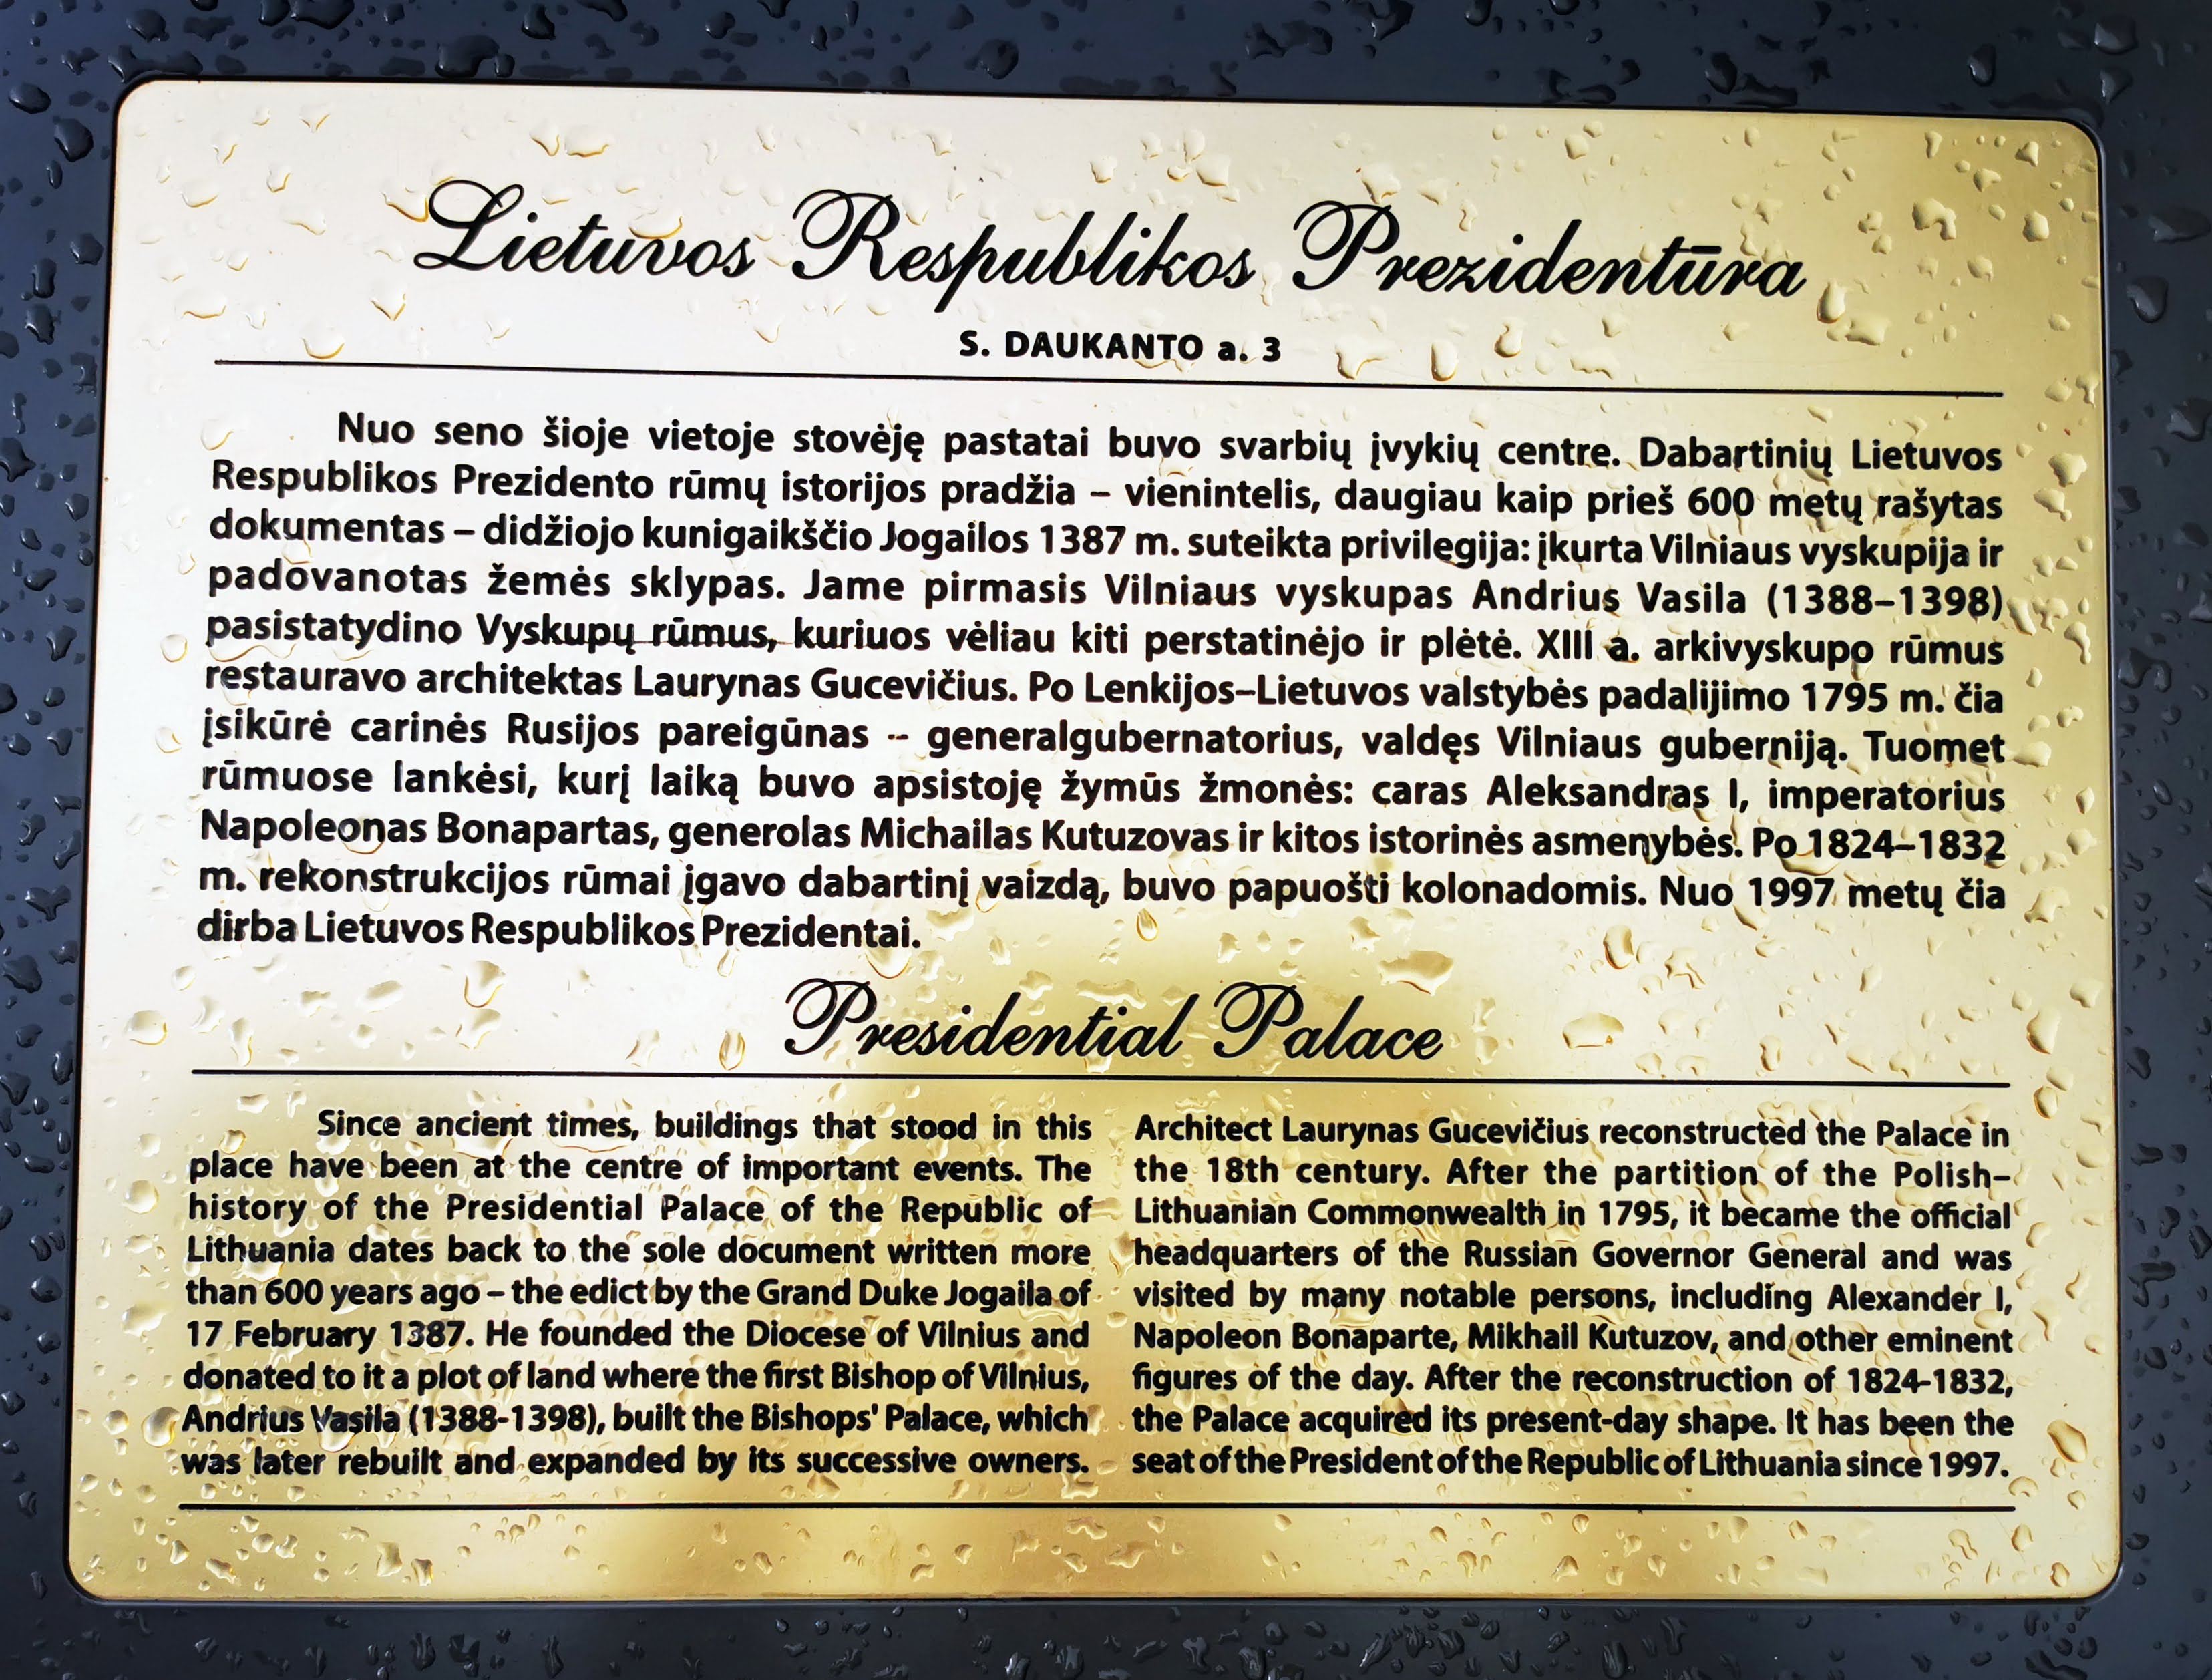 Lietuvos Respublikos Prezidentūra
S. DAUKANTO a. 3
Nuo seno šioje vietoje stovėję pastatai buvo svarbių įvykių centre. Dabartinių Lietuvos
Respublikos Prezidento rūmų istorijos pradžia – vienintelis, daugiau kaip prieš 600 metų rašytas
dokumentas – didžiojo kunigaikščio Jogailos 1387 m. suteikta privilegija: įkurta Vilniaus vyskupija ir
padovanotas žemės sklypas. Jame pirmasis Vilniaus vyskupas Andrius Vasila (1388–1398)
pasistatydino Vyskupų rūmus, kuriuos vėliau kiti perstatinėjo ir plėtė. XIII a. arkivyskupo rūmus
restauravo architektas Laurynas Gucevičius. Po Lenkijos–Lietuvos valstybės padalijimo 1795 m. čia
įsikūrė carinės Rusijos pareigūnas -- generalgubernatorius, valdęs Vilniaus guberniją. Tuomet
rūmuose lankėsi, kurį laiką buvo apsistoję žymūs žmonės: caras Aleksandras I, imperatorius
Napoleonas Bonapartas, generolas Michailas Kutuzovas ir kitos istorinės asmenybės. Po 1824–1832
m. rekonstrukcijos rūmai įgavo dabartinį vaizdą, buvo papuošti kolonadomis. Nuo 1997 metų čia
dirba Lietuvos Respublikos Prezidentai.
Presidential Palace
Since ancient times, buildings that stood in this
place have been at the centre of important events. The
history of the Presidential Palace of the Republic of
Lithuania dates back to the sole document written more
than 600 years ago – the edict by the Grand Duke Jogaila of
17 February 1387. He founded the Diocese of Vilnius and
donated to it a plot of land where the first Bishop of Vilnius,
Andrius Vasila (1388-1398), built the Bishops' Palace, which
was later rebuilt and expanded by its successive owners.
Architect Laurynas Gucevičius reconstructed the Palace in
the 18th century. After the partition of the Polish–
Lithuanian Commonwealth in 1795, it became the official
headquarters of the Russian Governor General and was
visited by many notable persons, including Alexander I,
Napoleon Bonaparte, Mikhail Kutuzov, and other eminent
figures of the day. After the reconstruction of 1824-1832,
the Palace acquired its present-day shape. It has been the
seat of the President of the Republic of Lithuania since 1997.